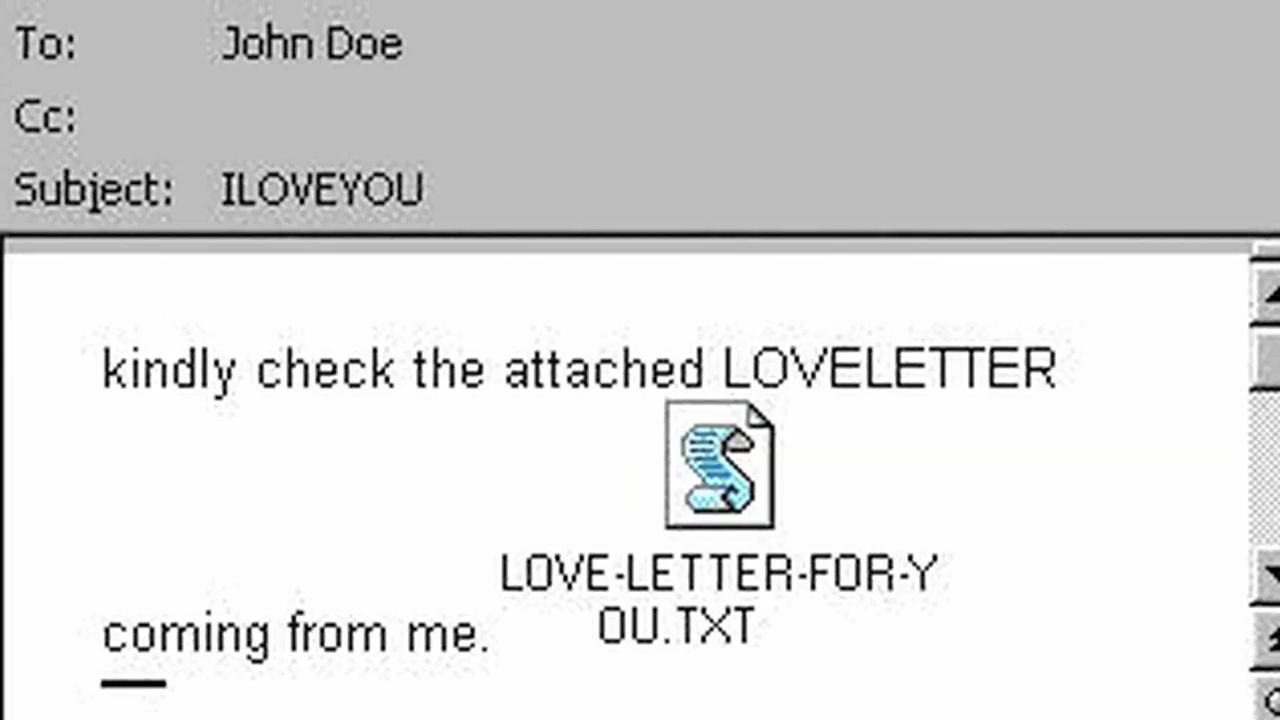 To: John Doe
Cc:
Subject: ILOVEYOU
kindly check the attached LOVELETTER
LOVE-LETTER-FOR-Y
OU.TXT
coming from me.